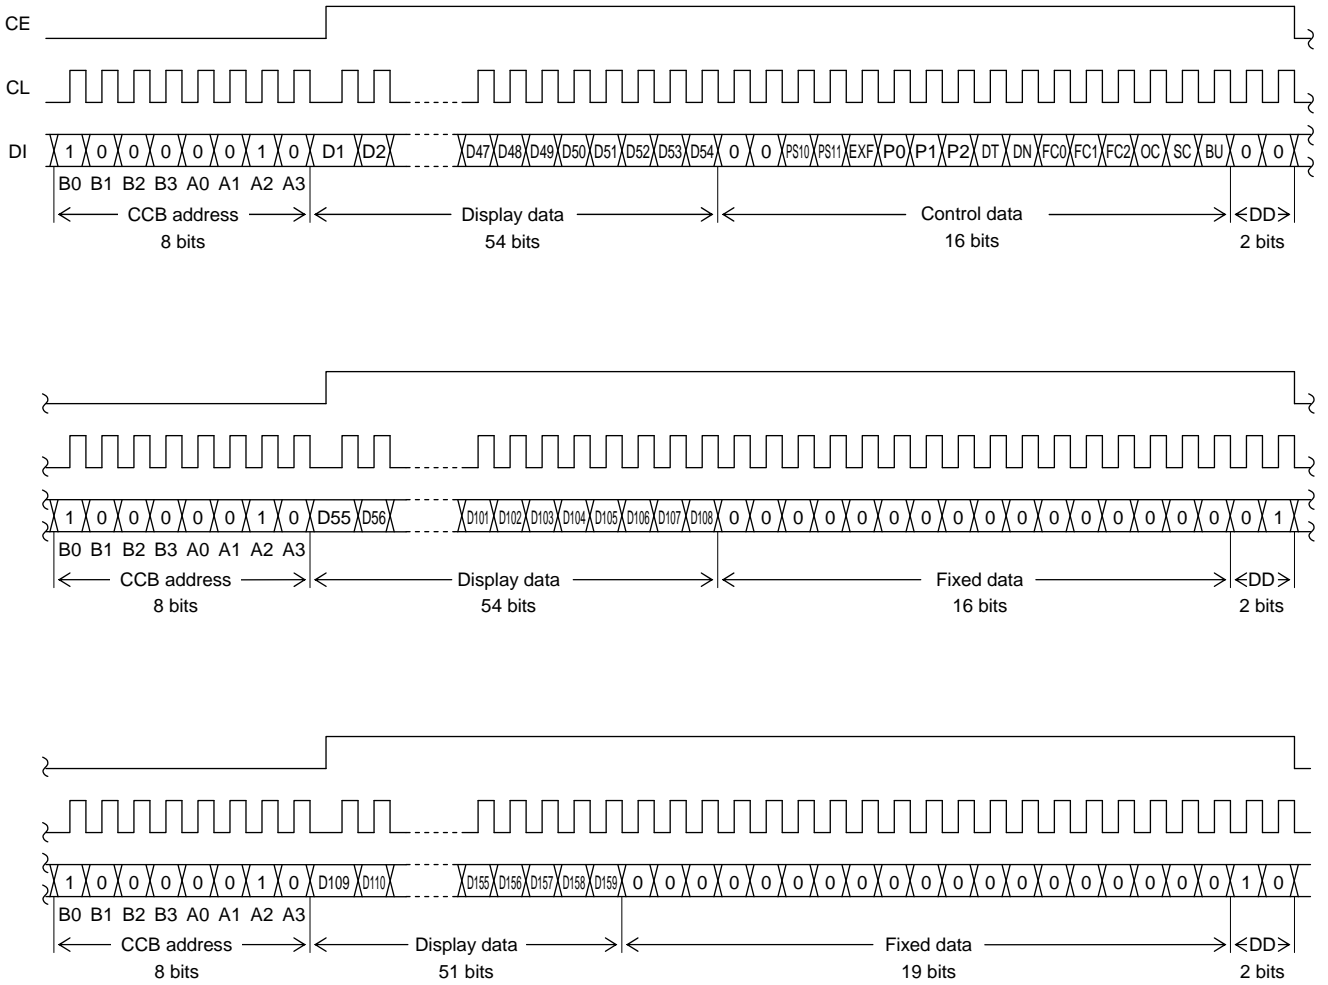 CE
CL
DI 1 0 0 0 0 0 1 0 D1 D2 D47 D48 D49 D50 D51 D52 D53 D54 0 0 PS10 PS11 EXF P0 P1 P2 DT DN FC0 FC1 FC2 OC SC BU 0 0
B0 B1 B2 B3 A0 A1 A2 A3
CCB address Display data Control data DD
8 bits 54 bits 16 bits 2 bits
1 0 0 0 0 0 1 0 D55 D56 D101 D102 D103 D104 D105 D106 D107 D108 0 0 0 0 0 0 0 0 0 0 0 0 0 0 0 0 0 1
B0 B1 B2 B3 A0 A1 A2 A3
CCB address Display data Fixed data DD
8 bits 54 bits 16 bits 2 bits
1 0 0 0 0 0 1 0 D109 D110 D155 D156 D157 D158 D159 0 0 0 0 0 0 0 0 0 0 0 0 0 0 0 0 0 0 0 1 0
B0 B1 B2 B3 A0 A1 A2 A3
CCB address Display data Fixed data DD
8 bits 51 bits 19 bits 2 bits